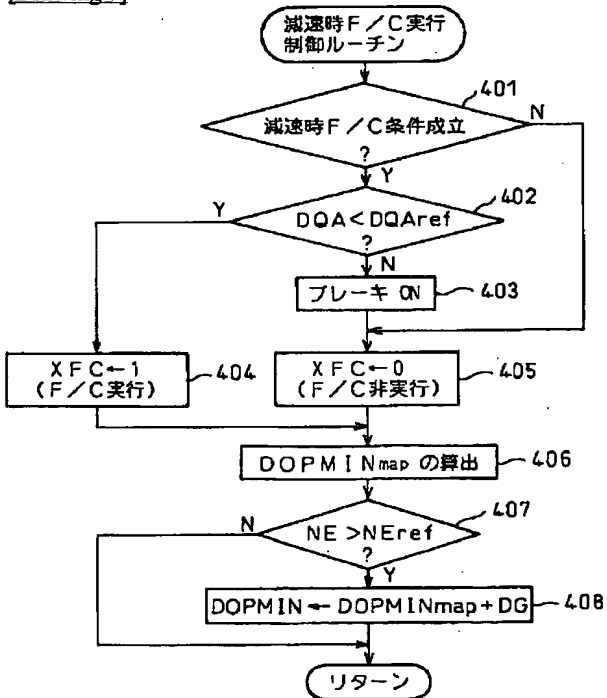 減速時F／C実行
制御ルーチン
401
減速時F／C条件成立
?
N
Y
402
DQA<DQAref
?
Y
N
ブレーキ ON
403
XFC←1
(F／C実行)
404
XFC←0
(F／C非実行)
405
DOPMINmap の算出
406
407
NE>NEref
?
N
Y
DOPMIN←DOPMINmap+DG
408
リターン